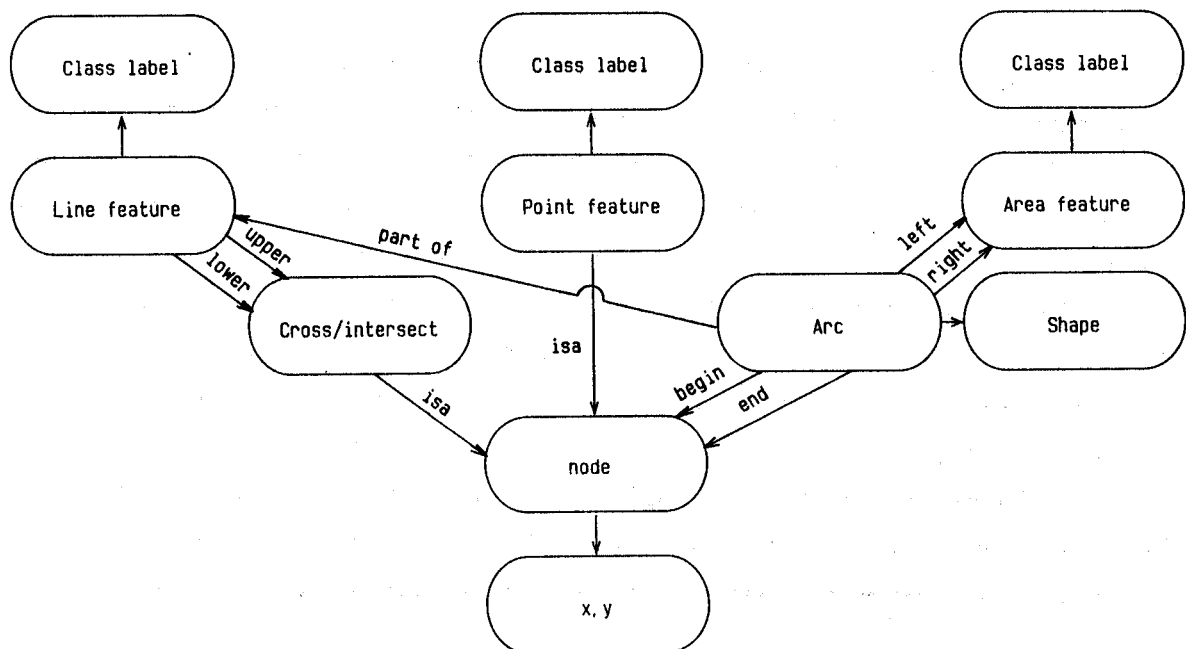 Class label
Class label
Class label
Line feature
Point feature
Area feature
part of
upper
lower
left
right
Cross/intersect
Arc
Shape
isa
begin
end
isa
node
x, y